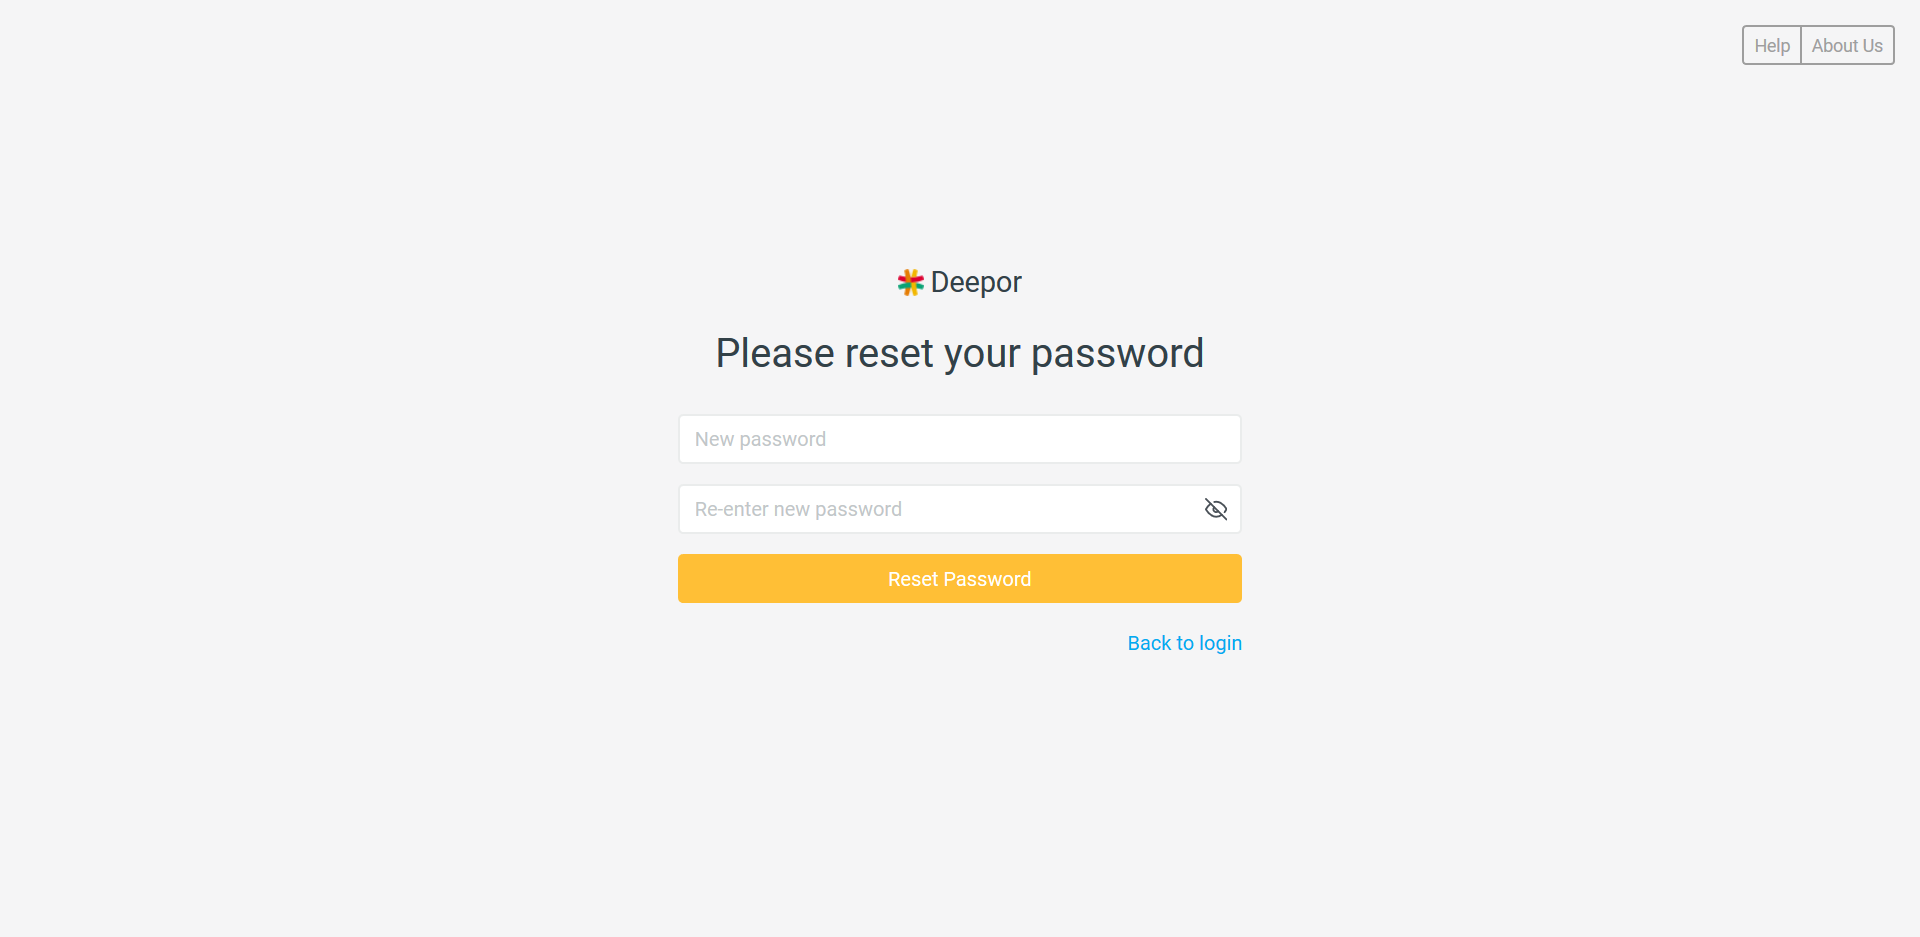 Help
About Us
Deepor
Please reset your password
New password
Re-enter new password
Reset Password
Back to login